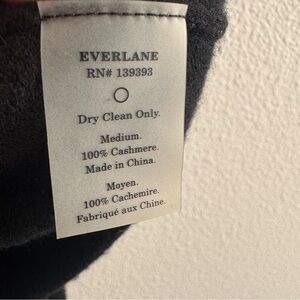 EVERLANE
RN# 139393
Dry Clean Only.
Medium.
100% Cashmere.
Made in China.
Moyen.
100% Cachemire.
Fabriqué aux Chine.